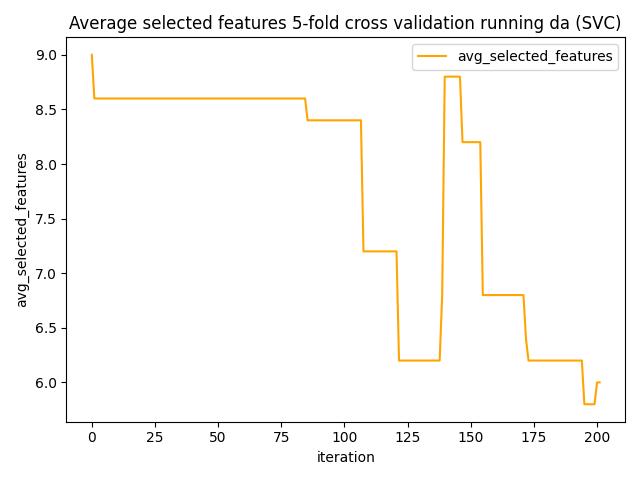 Average selected features 5-fold cross validation running da (SVC)
avg_selected_features
9.0
8.5
8.0
7.5
7.0
6.5
6.0
avg_selected_features
0 25 50 75 100 125 150 175 200
iteration